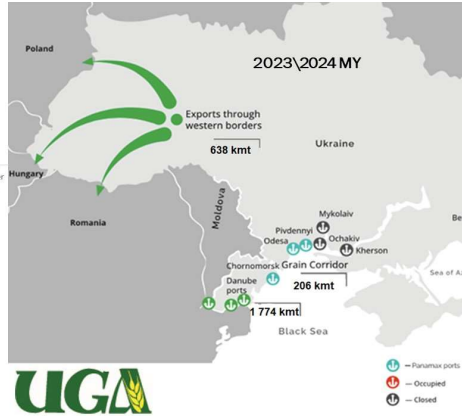 Poland
2023\2024 MY
Exports through
western borders
638 kmt
Ukraine
Hungary
Romania
Moldova
Mykolaiv
Pivdennyi
Ochakiv
Odesa
Kherson
Be
Chornomorsk
Grain Corridor
Danube
ports
206 kmt
Sea of Az
1 774 kmt
Black Sea
UGA
– Panamax ports
– Occupied
– Closed